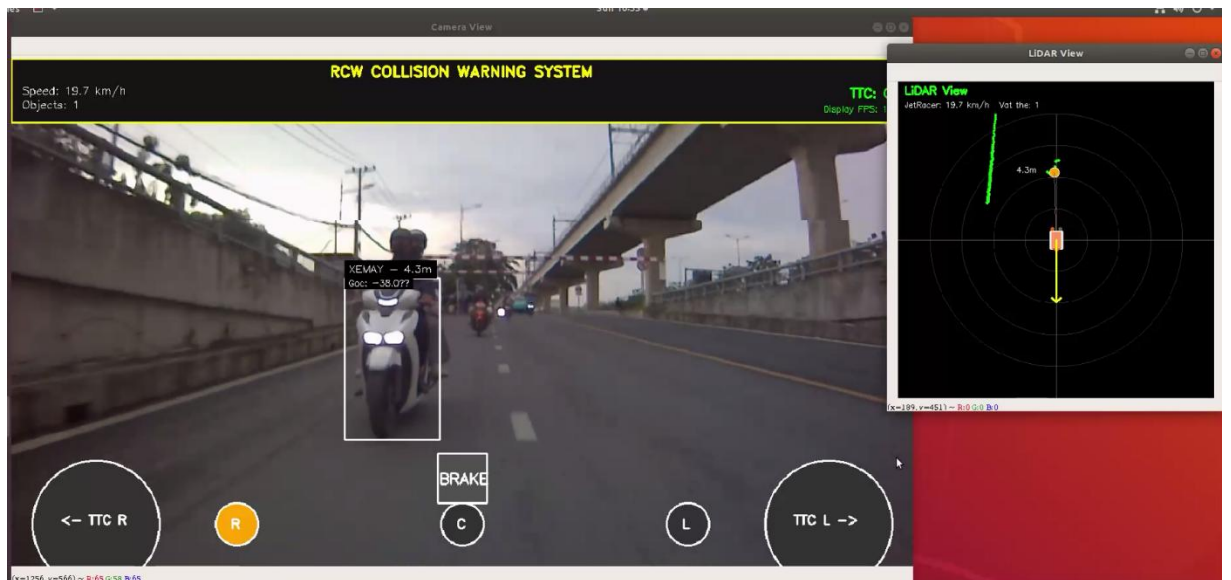 Camera View
RCW COLLISION WARNING SYSTEM
Speed: 19.7 km/h
Objects: 1
TTC:
Display FPS:
XEMAY - 4.3m
Goc: -38.0??
BRAKE
<- TTC R
R
C
L
TTC L ->
(x=1256, y=566) ~ R:65 G:58 B:65
LiDAR View
LiDAR View
JetRacer: 19.7 km/h Vat the: 1
4.3m
(x=189, y=451) ~ R:0 G:0 B:0